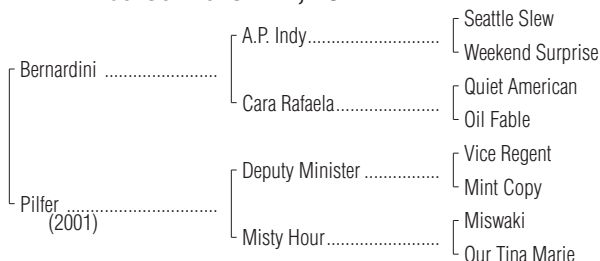 Seattle Slew
A.P. Indy
Weekend Surprise
Bernardini
Quiet American
Cara Rafaela
Oil Fable
Vice Regent
Deputy Minister
Mint Copy
Pilfer
(2001)
Miswaki
Misty Hour
Our Tina Marie